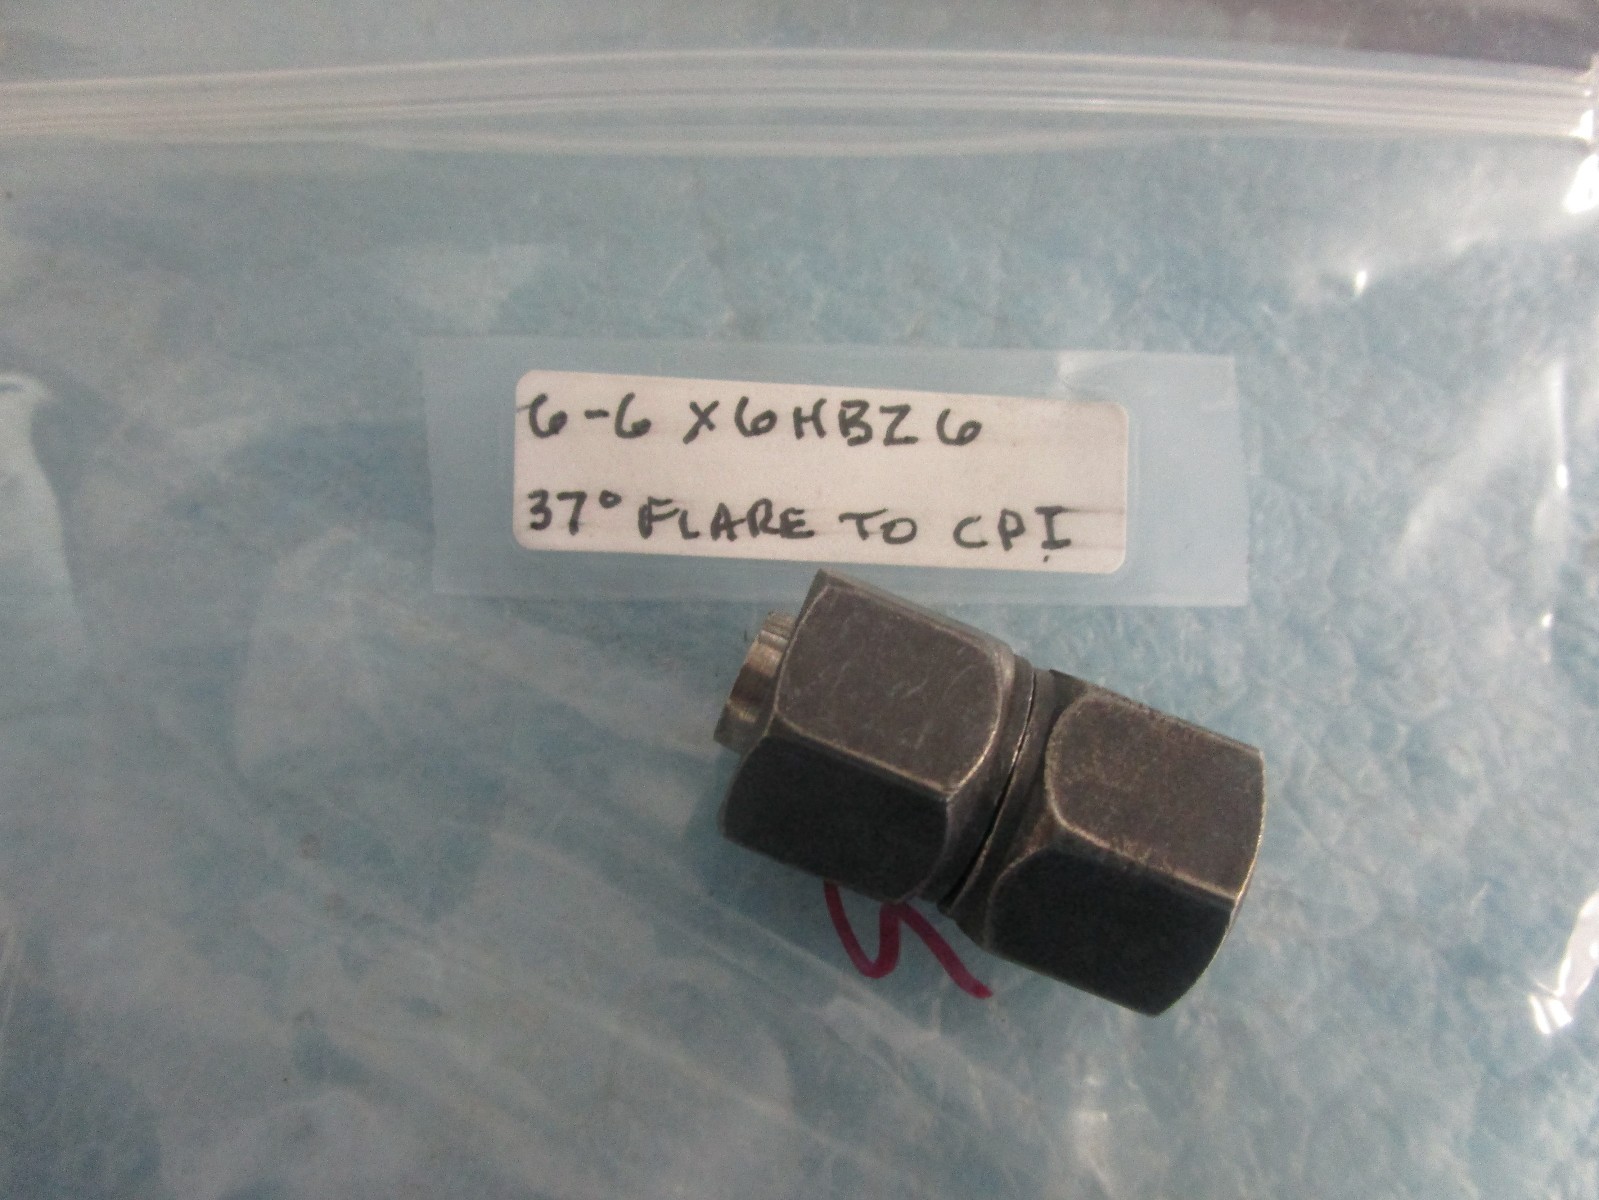 6-6 X6HBZ6
37° FLARE TO CPI